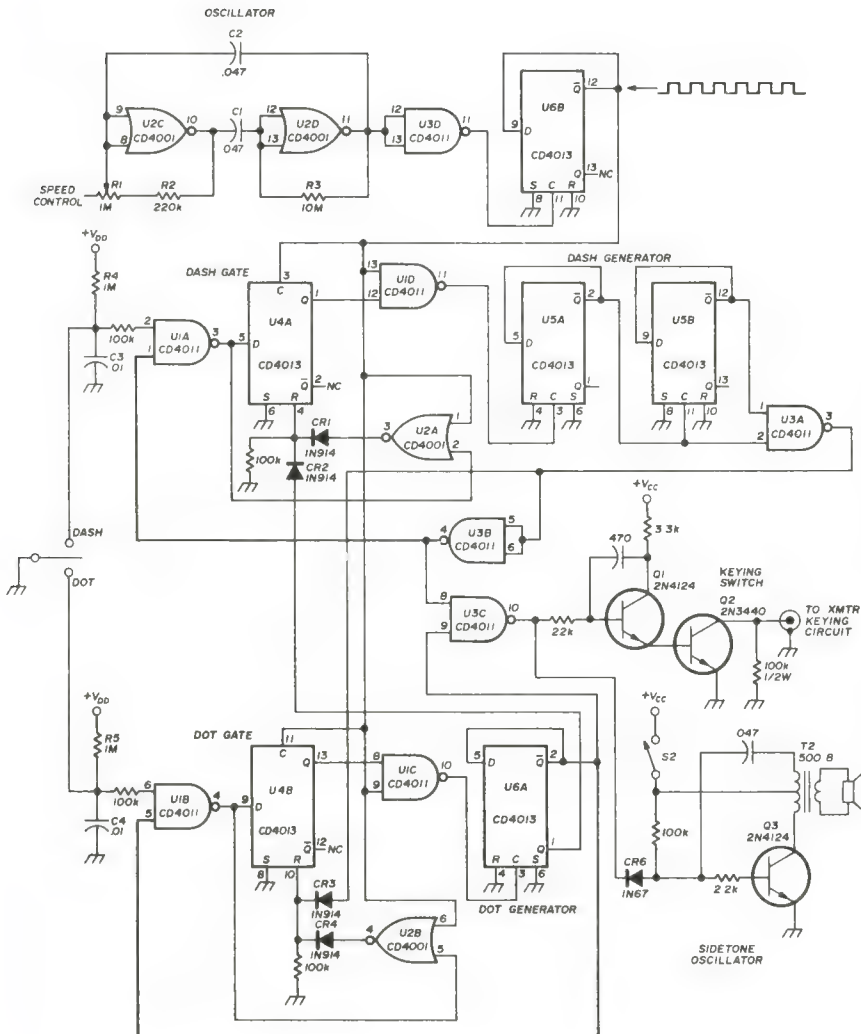 OSCILLATOR
C2
.047
9
8
U2C
CD4001
10
C1
.047
12
13
U2D
CD4001
11
12
13
U3D
CD4011
11
U6B
CD4013
9
D
Q̅
12
Q
13
NC
S
C
R
8
11
10
SPEED
CONTROL
R1
1M
R2
220k
R3
10M
+VDD
R4
1M
100k
C3
.01
2
1
U1A
CD4011
3
DASH GATE
3
C
U4A
CD4013
5
D
Q
1
Q̅
2
NC
S
R
6
4
13
12
U1D
CD4011
11
DASH GENERATOR
U5A
CD4013
5
D
Q̅
2
Q
1
R
C
S
4
3
6
U5B
CD4013
9
D
Q̅
12
Q
13
S
C
R
8
11
10
1
2
U3A
CD4011
3
100k
CR1
1N914
CR2
1N914
3
U2A
CD4001
1
2
DASH
DOT
4
U3B
CD4011
5
6
8
9
U3C
CD4011
10
+VCC
3.3k
470
22k
Q1
2N4124
KEYING
SWITCH
Q2
2N3440
TO XMTR
KEYING
CIRCUIT
100k
1/2W
+VDD
R5
1M
100k
C4
.01
6
5
U1B
CD4011
4
DOT GATE
11
C
U4B
CD4013
9
D
Q
13
Q̅
12
NC
S
R
8
10
8
9
U1C
CD4011
10
U6A
CD4013
5
D
Q̅
2
Q
1
R
C
S
4
3
6
DOT GENERATOR
CR3
1N914
CR4
1N914
100k
4
U2B
CD4001
6
5
+VCC
S2
100k
CR6
1N67
2.2k
.047
T2
500:8
Q3
2N4124
SIDETONE
OSCILLATOR